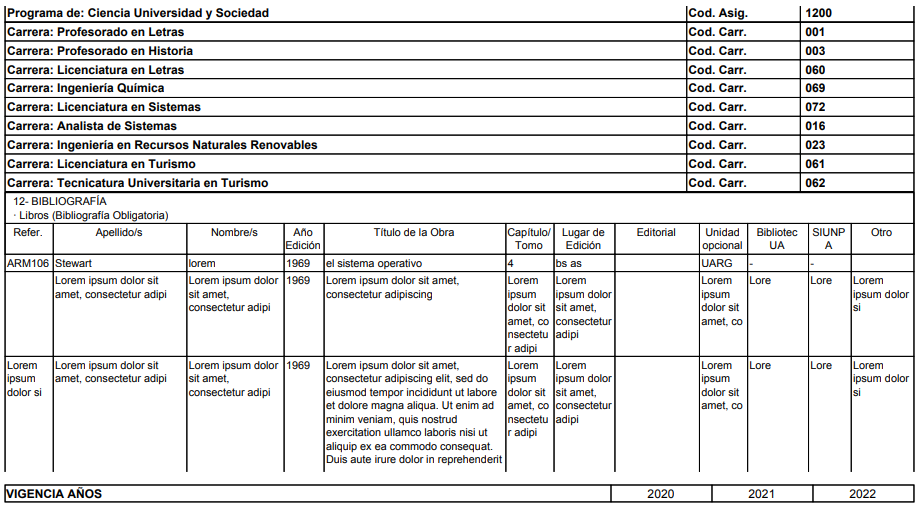 Programa de: Ciencia Universidad y Sociedad Cod. Asig. 1200
Carrera: Profesorado en Letras Cod. Carr. 001
Carrera: Profesorado en Historia Cod. Carr. 003
Carrera: Licenciatura en Letras Cod. Carr. 060
Carrera: Ingeniería Química Cod. Carr. 069
Carrera: Licenciatura en Sistemas Cod. Carr. 072
Carrera: Analista de Sistemas Cod. Carr. 016
Carrera: Ingeniería en Recursos Naturales Renovables Cod. Carr. 023
Carrera: Licenciatura en Turismo Cod. Carr. 061
Carrera: Tecnicatura Universitaria en Turismo Cod. Carr. 062
12- BIBLIOGRAFÍA
· Libros (Bibliografía Obligatoria)
Refer. Apellido/s Nombre/s Año Título de la Obra Capítulo/ Lugar de Editorial Unidad Bibliotec SIUNP Otro
Edición Tomo Edición opcional UA A
ARM106 Stewart lorem 1969 el sistema operativo 4 bs as UARG - -
Lorem ipsum dolor sit Lorem ipsum dolor 1969 Lorem ipsum dolor sit amet, Lorem Lorem Lorem Lore Lore Lorem
amet, consectetur adipi sit amet, consectetur adipiscing ipsum ipsum dolor ipsum ipsum dolor
consectetur adipi dolor sit sit amet, dolor sit si
amet, co consectetur amet, co
nsectetu adipi
r adipi
Lorem Lorem ipsum dolor sit Lorem ipsum dolor 1969 Lorem ipsum dolor sit amet, Lorem Lorem Lorem Lore Lore Lorem
ipsum amet, consectetur adipi sit amet, consectetur adipiscing elit, sed do ipsum ipsum dolor ipsum ipsum dolor
dolor si consectetur adipi eiusmod tempor incididunt ut labore dolor sit sit amet, dolor sit si
et dolore magna aliqua. Ut enim ad amet, co consectetur amet, co
minim veniam, quis nostrud nsectetu adipi
exercitation ullamco laboris nisi ut r adipi
aliquip ex ea commodo consequat.
Duis aute irure dolor in reprehenderit
VIGENCIA AÑOS 2020 2021 2022